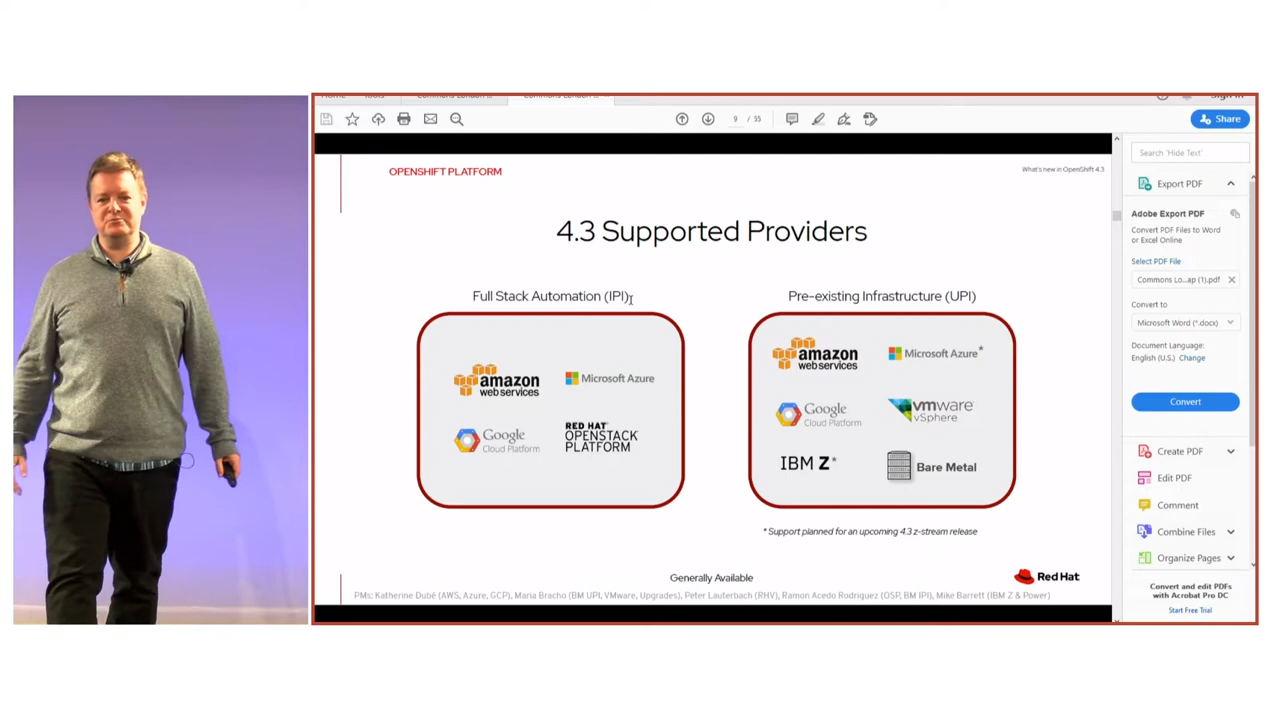 9 / 55
Share
OPENSHIFT PLATFORM
What's new in OpenShift 4.3
4.3 Supported Providers
Full Stack Automation (IPI)
Pre-existing Infrastructure (UPI)
amazon
web services
Microsoft Azure
Google
Cloud Platform
RED HAT
OPENSTACK
PLATFORM
amazon
web services
Microsoft Azure*
Google
Cloud Platform
vmware
vSphere
IBM Z*
Bare Metal
* Support planned for an upcoming 4.3 z-stream release
Generally Available
Red Hat
PMs: Katherine Dubé (AWS, Azure, GCP), Maria Bracho (BM UPI, VMware, Upgrades), Peter Lauterbach (RHV), Ramon Acedo Rodriguez (OSP, BM IPI), Mike Barrett (IBM Z & Power)
Search 'Hide Text'
Export PDF
Adobe Export PDF
Convert PDF Files to Word
or Excel Online
Select PDF File
Commons Lo...ap (1).pdf
Convert to
Microsoft Word (*.docx)
Document Language:
English (U.S.) Change
Convert
Create PDF
Edit PDF
Comment
Combine Files
Organize Pages
Convert and edit PDFs
with Acrobat Pro DC
Start Free Trial